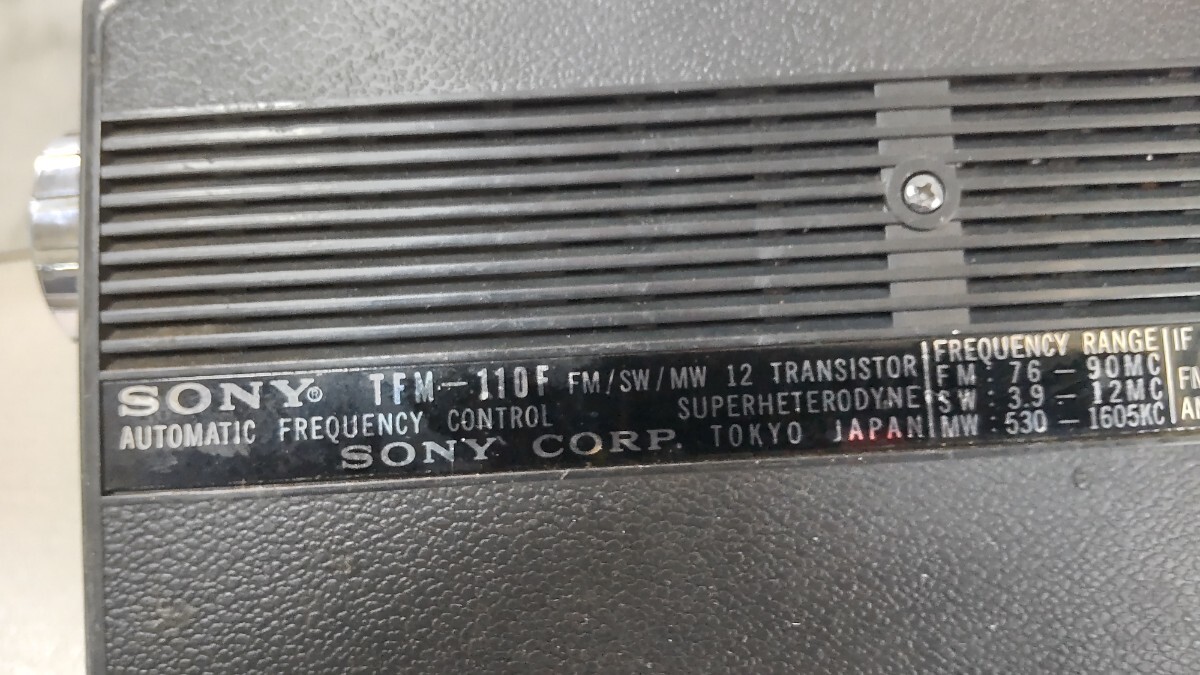 SONY® TFM-110F FM/SW/MW 12 TRANSISTOR
AUTOMATIC FREQUENCY CONTROL SUPERHETERODYNE
SONY CORP. TOKYO JAPAN
FREQUENCY RANGE
FM : 76 - 90MC
SW : 3.9 - 12MC
MW : 530 - 1605KC
IF